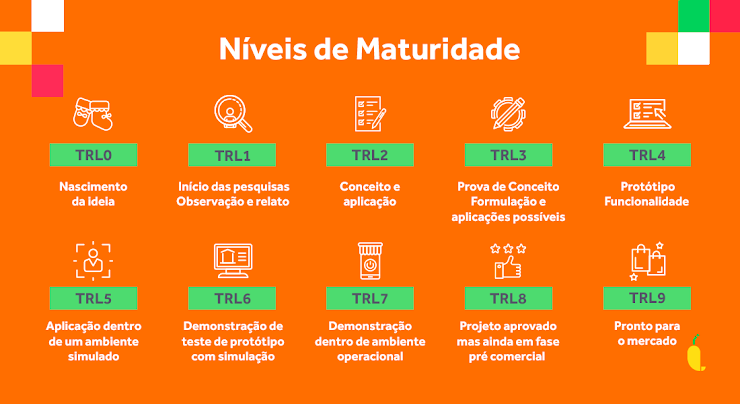 Níveis de Maturidade
TRL0
Nascimento
da ideia
TRL1
Início das pesquisas
Observação e relato
TRL2
Conceito e
aplicação
TRL3
Prova de Conceito
Formulação e
aplicações possíveis
TRL4
Protótipo
Funcionalidade
TRL5
Aplicação dentro
de um ambiente
simulado
TRL6
Demonstração de
teste de protótipo
com simulação
TRL7
Demonstração
dentro de ambiente
operacional
TRL8
Projeto aprovado
mas ainda em fase
pré comercial
TRL9
Pronto para
o mercado